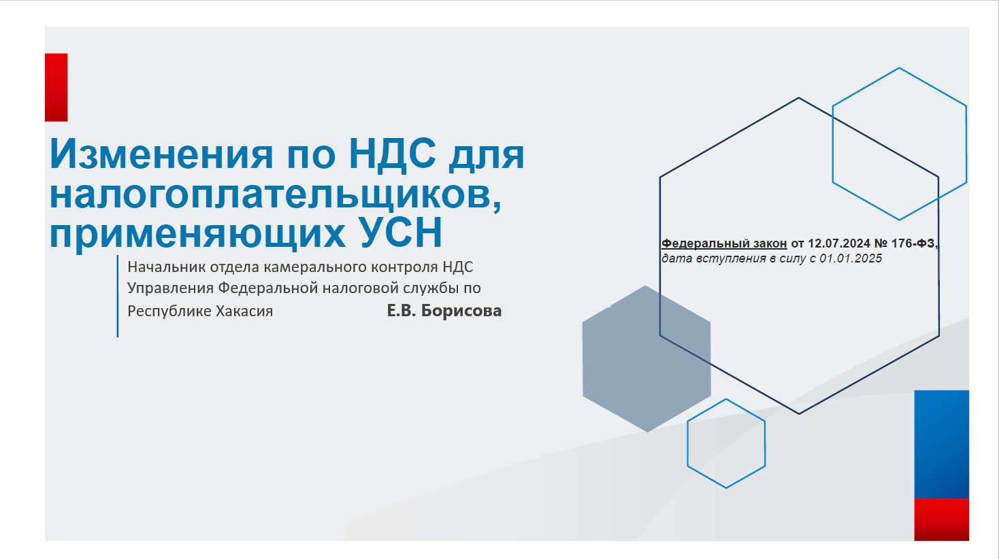 Изменения по НДС для
налогоплательщиков,
применяющих УСН
Начальник отдела камерального контроля НДС
Управления Федеральной налоговой службы по
Республике Хакасия Е.В. Борисова
Федеральный закон от 12.07.2024 № 176-ФЗ,
дата вступления в силу с 01.01.2025